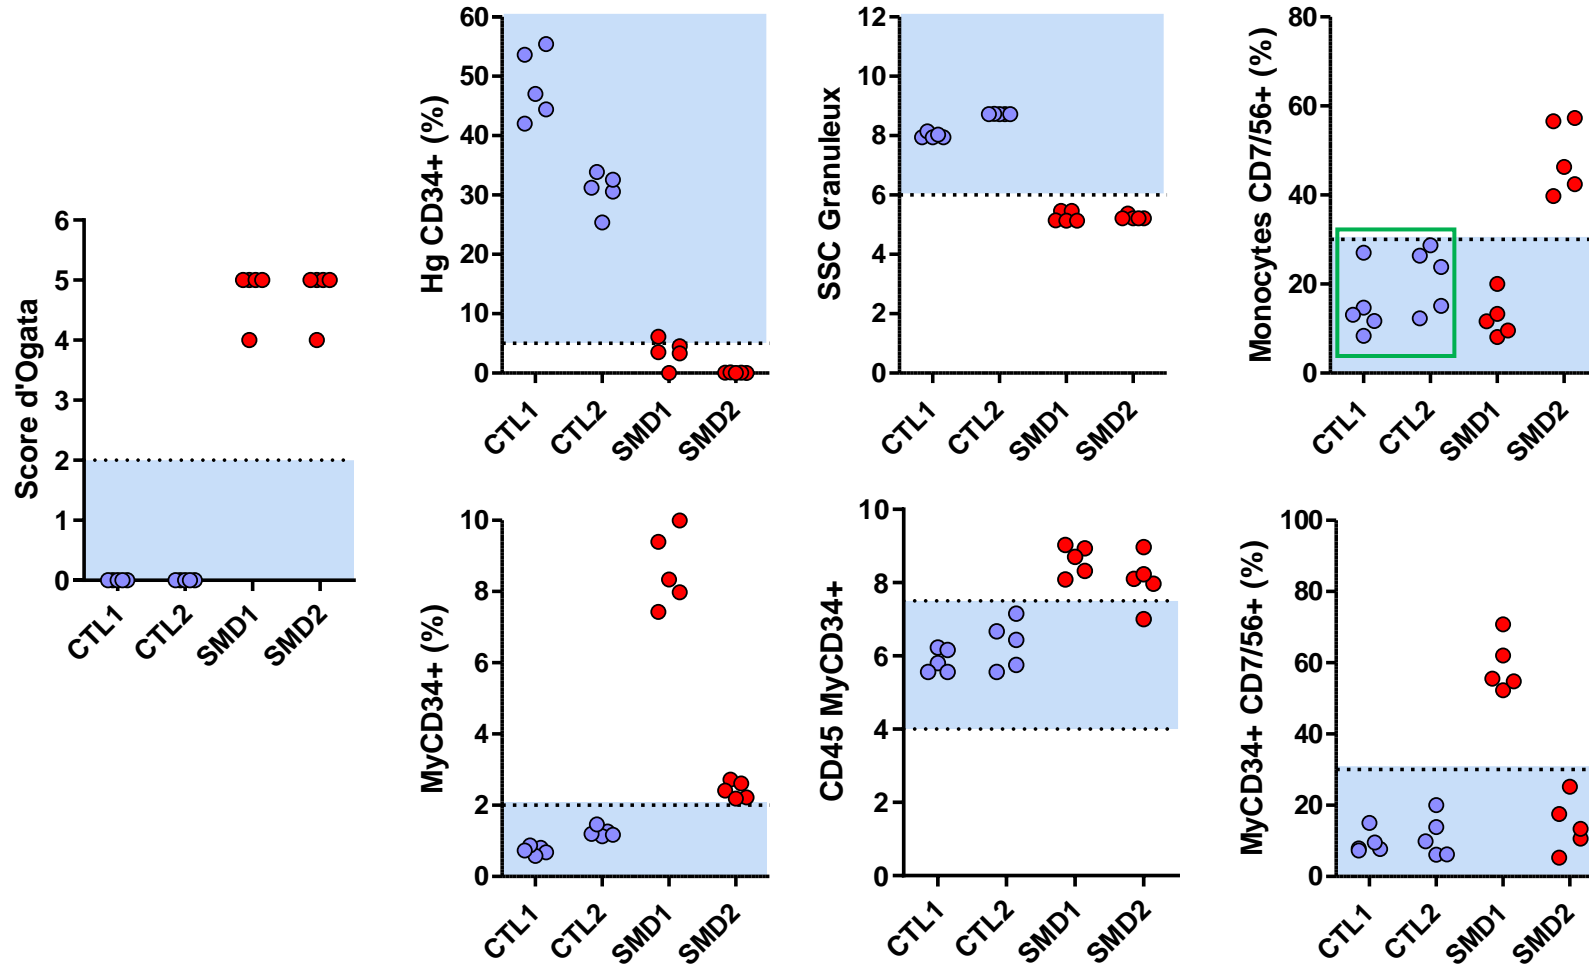 Score d'Ogata
6
5
4
3
2
1
0
CTL1
CTL2
SMD1
SMD2
Hg CD34+ (%)
60
50
40
30
20
10
0
CTL1
CTL2
SMD1
SMD2
SSC Granuleux
12
10
8
6
4
2
0
CTL1
CTL2
SMD1
SMD2
Monocytes CD7/56+ (%)
80
60
40
20
0
CTL1
CTL2
SMD1
SMD2
MyCD34+ (%)
10
8
6
4
2
0
CTL1
CTL2
SMD1
SMD2
CD45 MyCD34+
10
8
6
4
2
0
CTL1
CTL2
SMD1
SMD2
MyCD34+ CD7/56+ (%)
100
80
60
40
20
0
CTL1
CTL2
SMD1
SMD2